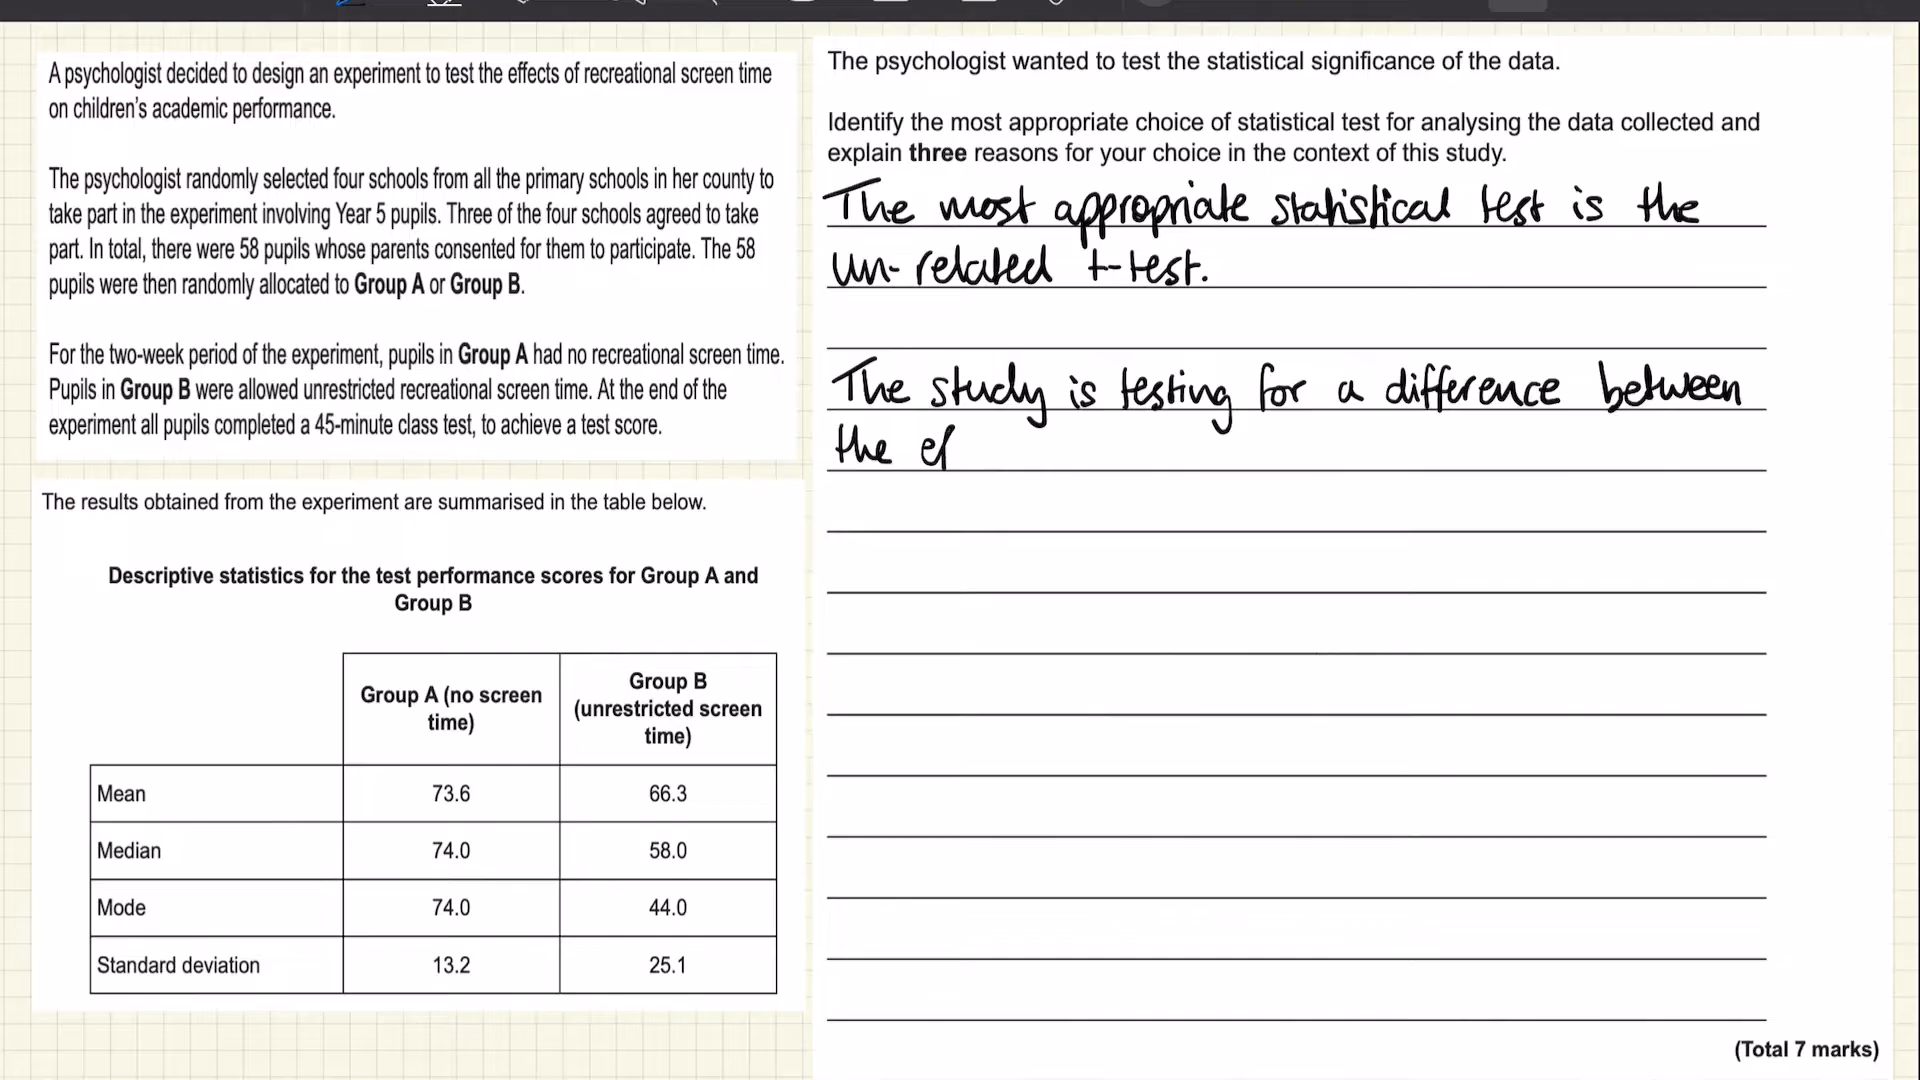 A psychologist decided to design an experiment to test the effects of recreational screen time
on children's academic performance.
The psychologist randomly selected four schools from all the primary schools in her county to
take part in the experiment involving Year 5 pupils. Three of the four schools agreed to take
part. In total, there were 58 pupils whose parents consented for them to participate. The 58
pupils were then randomly allocated to Group A or Group B.
For the two-week period of the experiment, pupils in Group A had no recreational screen time.
Pupils in Group B were allowed unrestricted recreational screen time. At the end of the
experiment all pupils completed a 45-minute class test, to achieve a test score.
The results obtained from the experiment are summarised in the table below.
Descriptive statistics for the test performance scores for Group A and
Group B
Group A (no screen
time)
Group B
(unrestricted screen
time)
Mean 73.6 66.3
Median 74.0 58.0
Mode 74.0 44.0
Standard deviation 13.2 25.1
The psychologist wanted to test the statistical significance of the data.
Identify the most appropriate choice of statistical test for analysing the data collected and
explain three reasons for your choice in the context of this study.
The most appropriate statistical test is the
un-related t-test.
The study is testing for a difference between
the ef
(Total 7 marks)